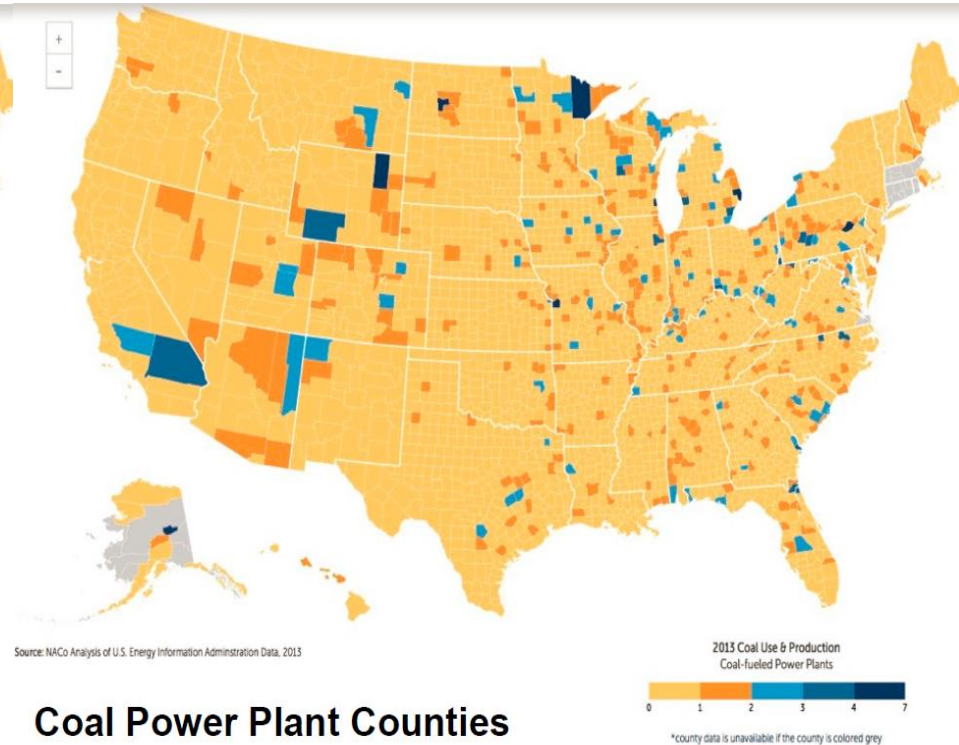 +
-
Source: NACo Analysis of U.S. Energy Information Adminstration Data, 2013
2013 Coal Use & Production
Coal-fueled Power Plants
0 1 2 3 4 7
*county data is unavailable if the county is colored grey
Coal Power Plant Counties